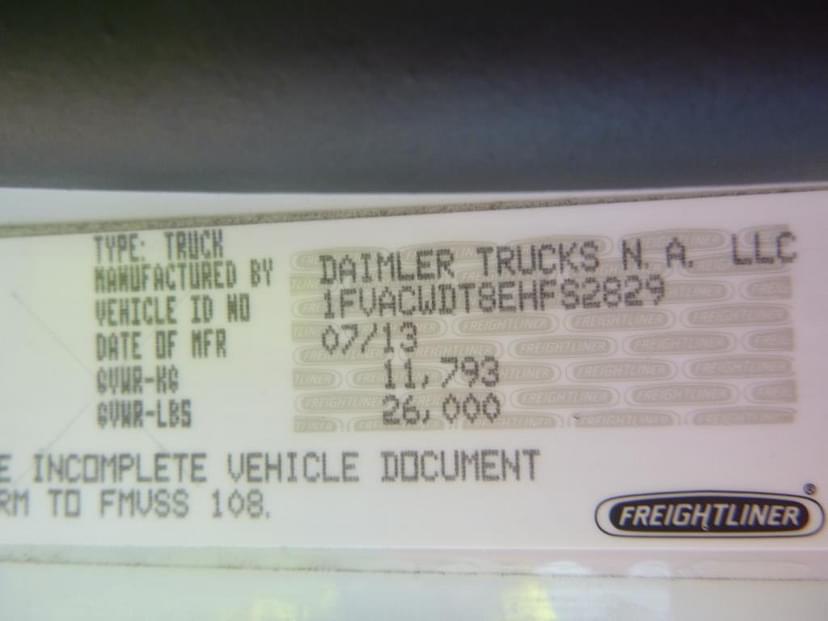 TYPE: TRUCK
MANUFACTURED BY DAIMLER TRUCKS N.A. LLC
VEHICLE ID NO 1FVACWDT8EHFS2829
DATE OF MFR 07/13
GVWR-KG 11,793
GVWR-LBS 26,000
E INCOMPLETE VEHICLE DOCUMENT
RM TO FMVSS 108.
FREIGHTLINER®